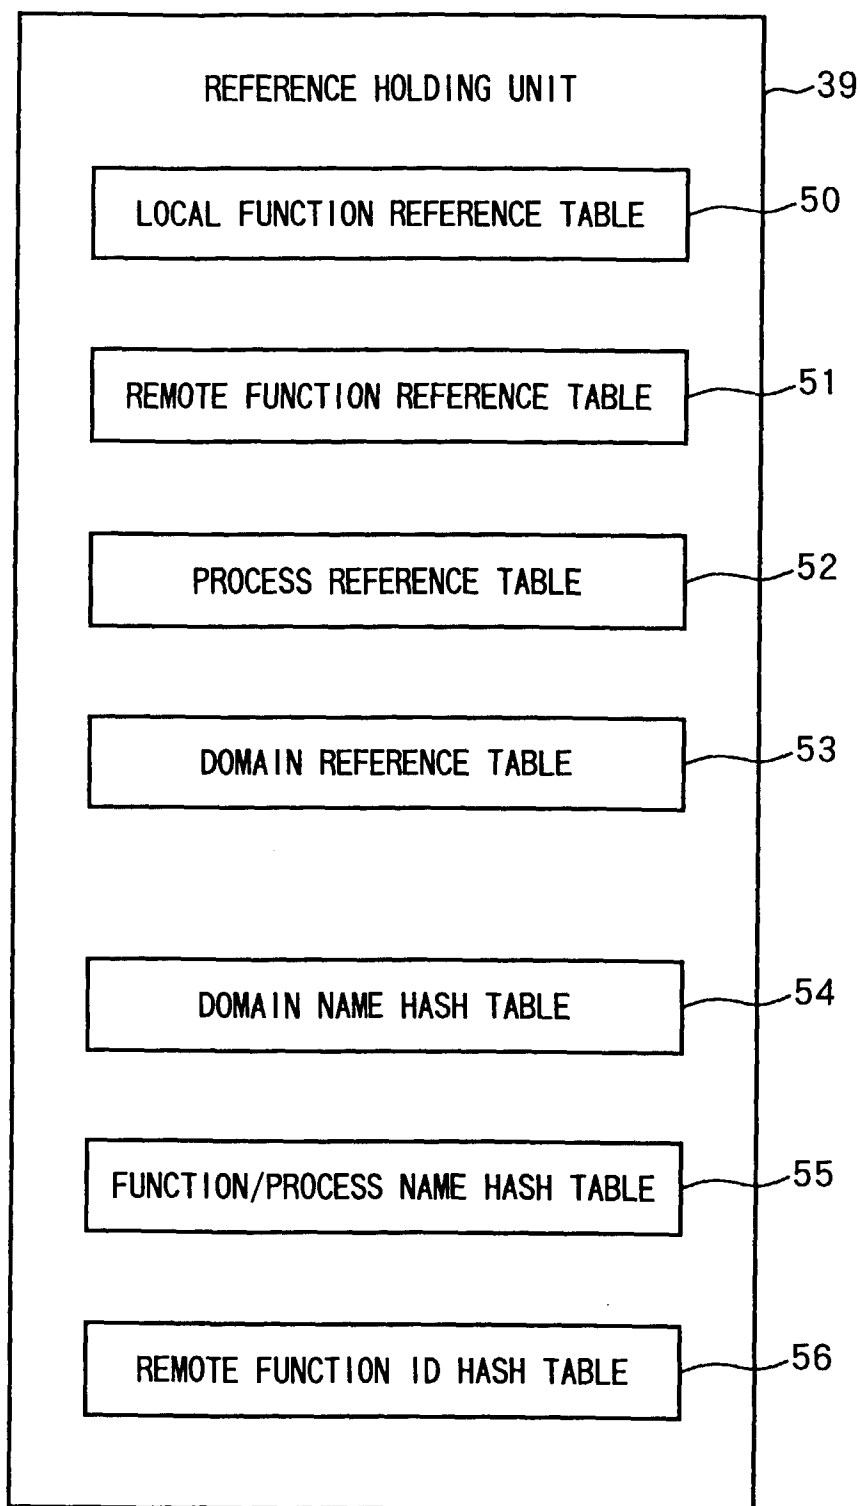 REFERENCE HOLDING UNIT 39
LOCAL FUNCTION REFERENCE TABLE 50
REMOTE FUNCTION REFERENCE TABLE 51
PROCESS REFERENCE TABLE 52
DOMAIN REFERENCE TABLE 53
DOMAIN NAME HASH TABLE 54
FUNCTION/PROCESS NAME HASH TABLE 55
REMOTE FUNCTION ID HASH TABLE 56